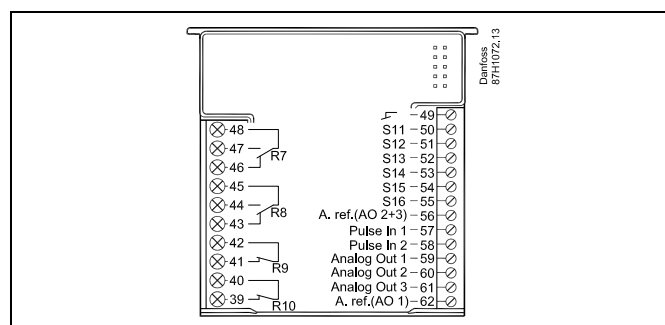 Danfoss
87H1072.13
48
47
R7
46
45
44
R8
43
42
41
R9
40
39
R10
49
S11 50
S12 51
S13 52
S14 53
S15 54
S16 55
A. ref.(AO 2+3) 56
Pulse In 1 57
Pulse In 2 58
Analog Out 1 59
Analog Out 2 60
Analog Out 3 61
A. ref.(AO 1) 62